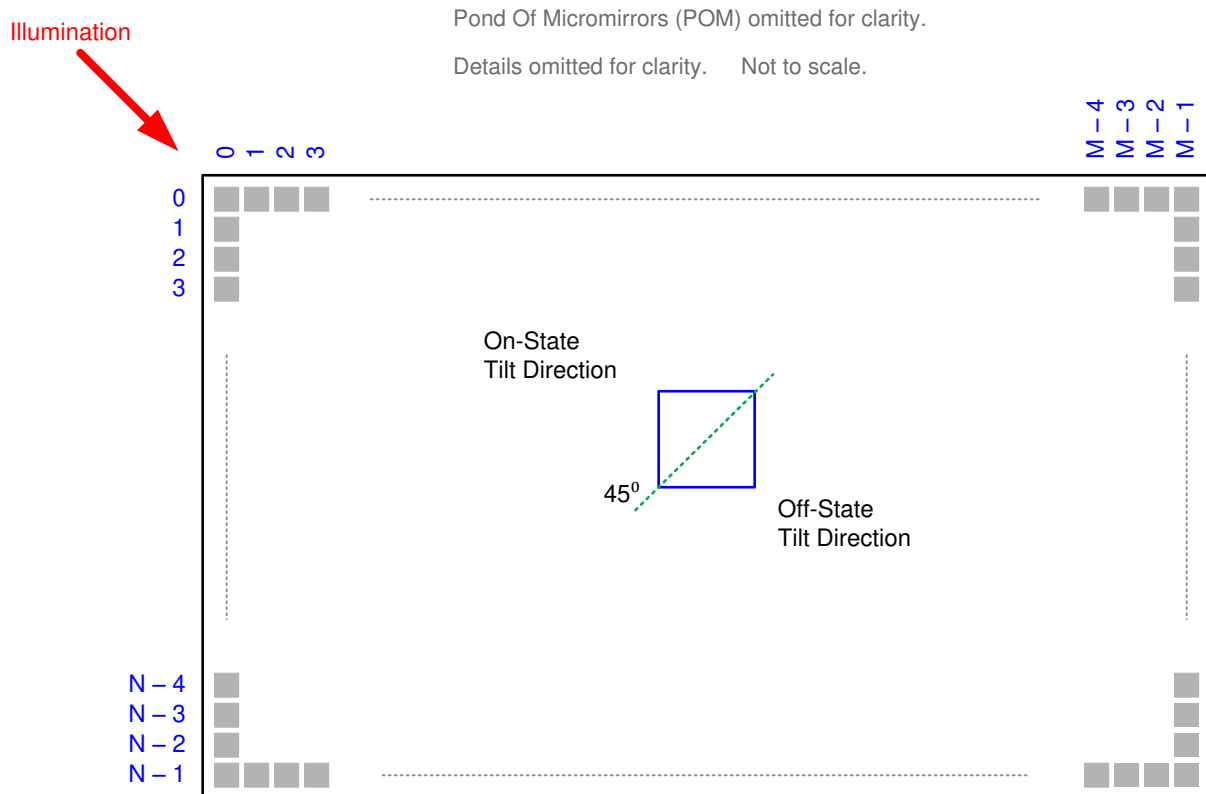 Illumination
Pond Of Micromirrors (POM) omitted for clarity.
Details omitted for clarity. Not to scale.
0 1 2 3
M – 4 M – 3 M – 2 M – 1
0
1
2
3
On-State
Tilt Direction
45⁰
Off-State
Tilt Direction
N – 4
N – 3
N – 2
N – 1